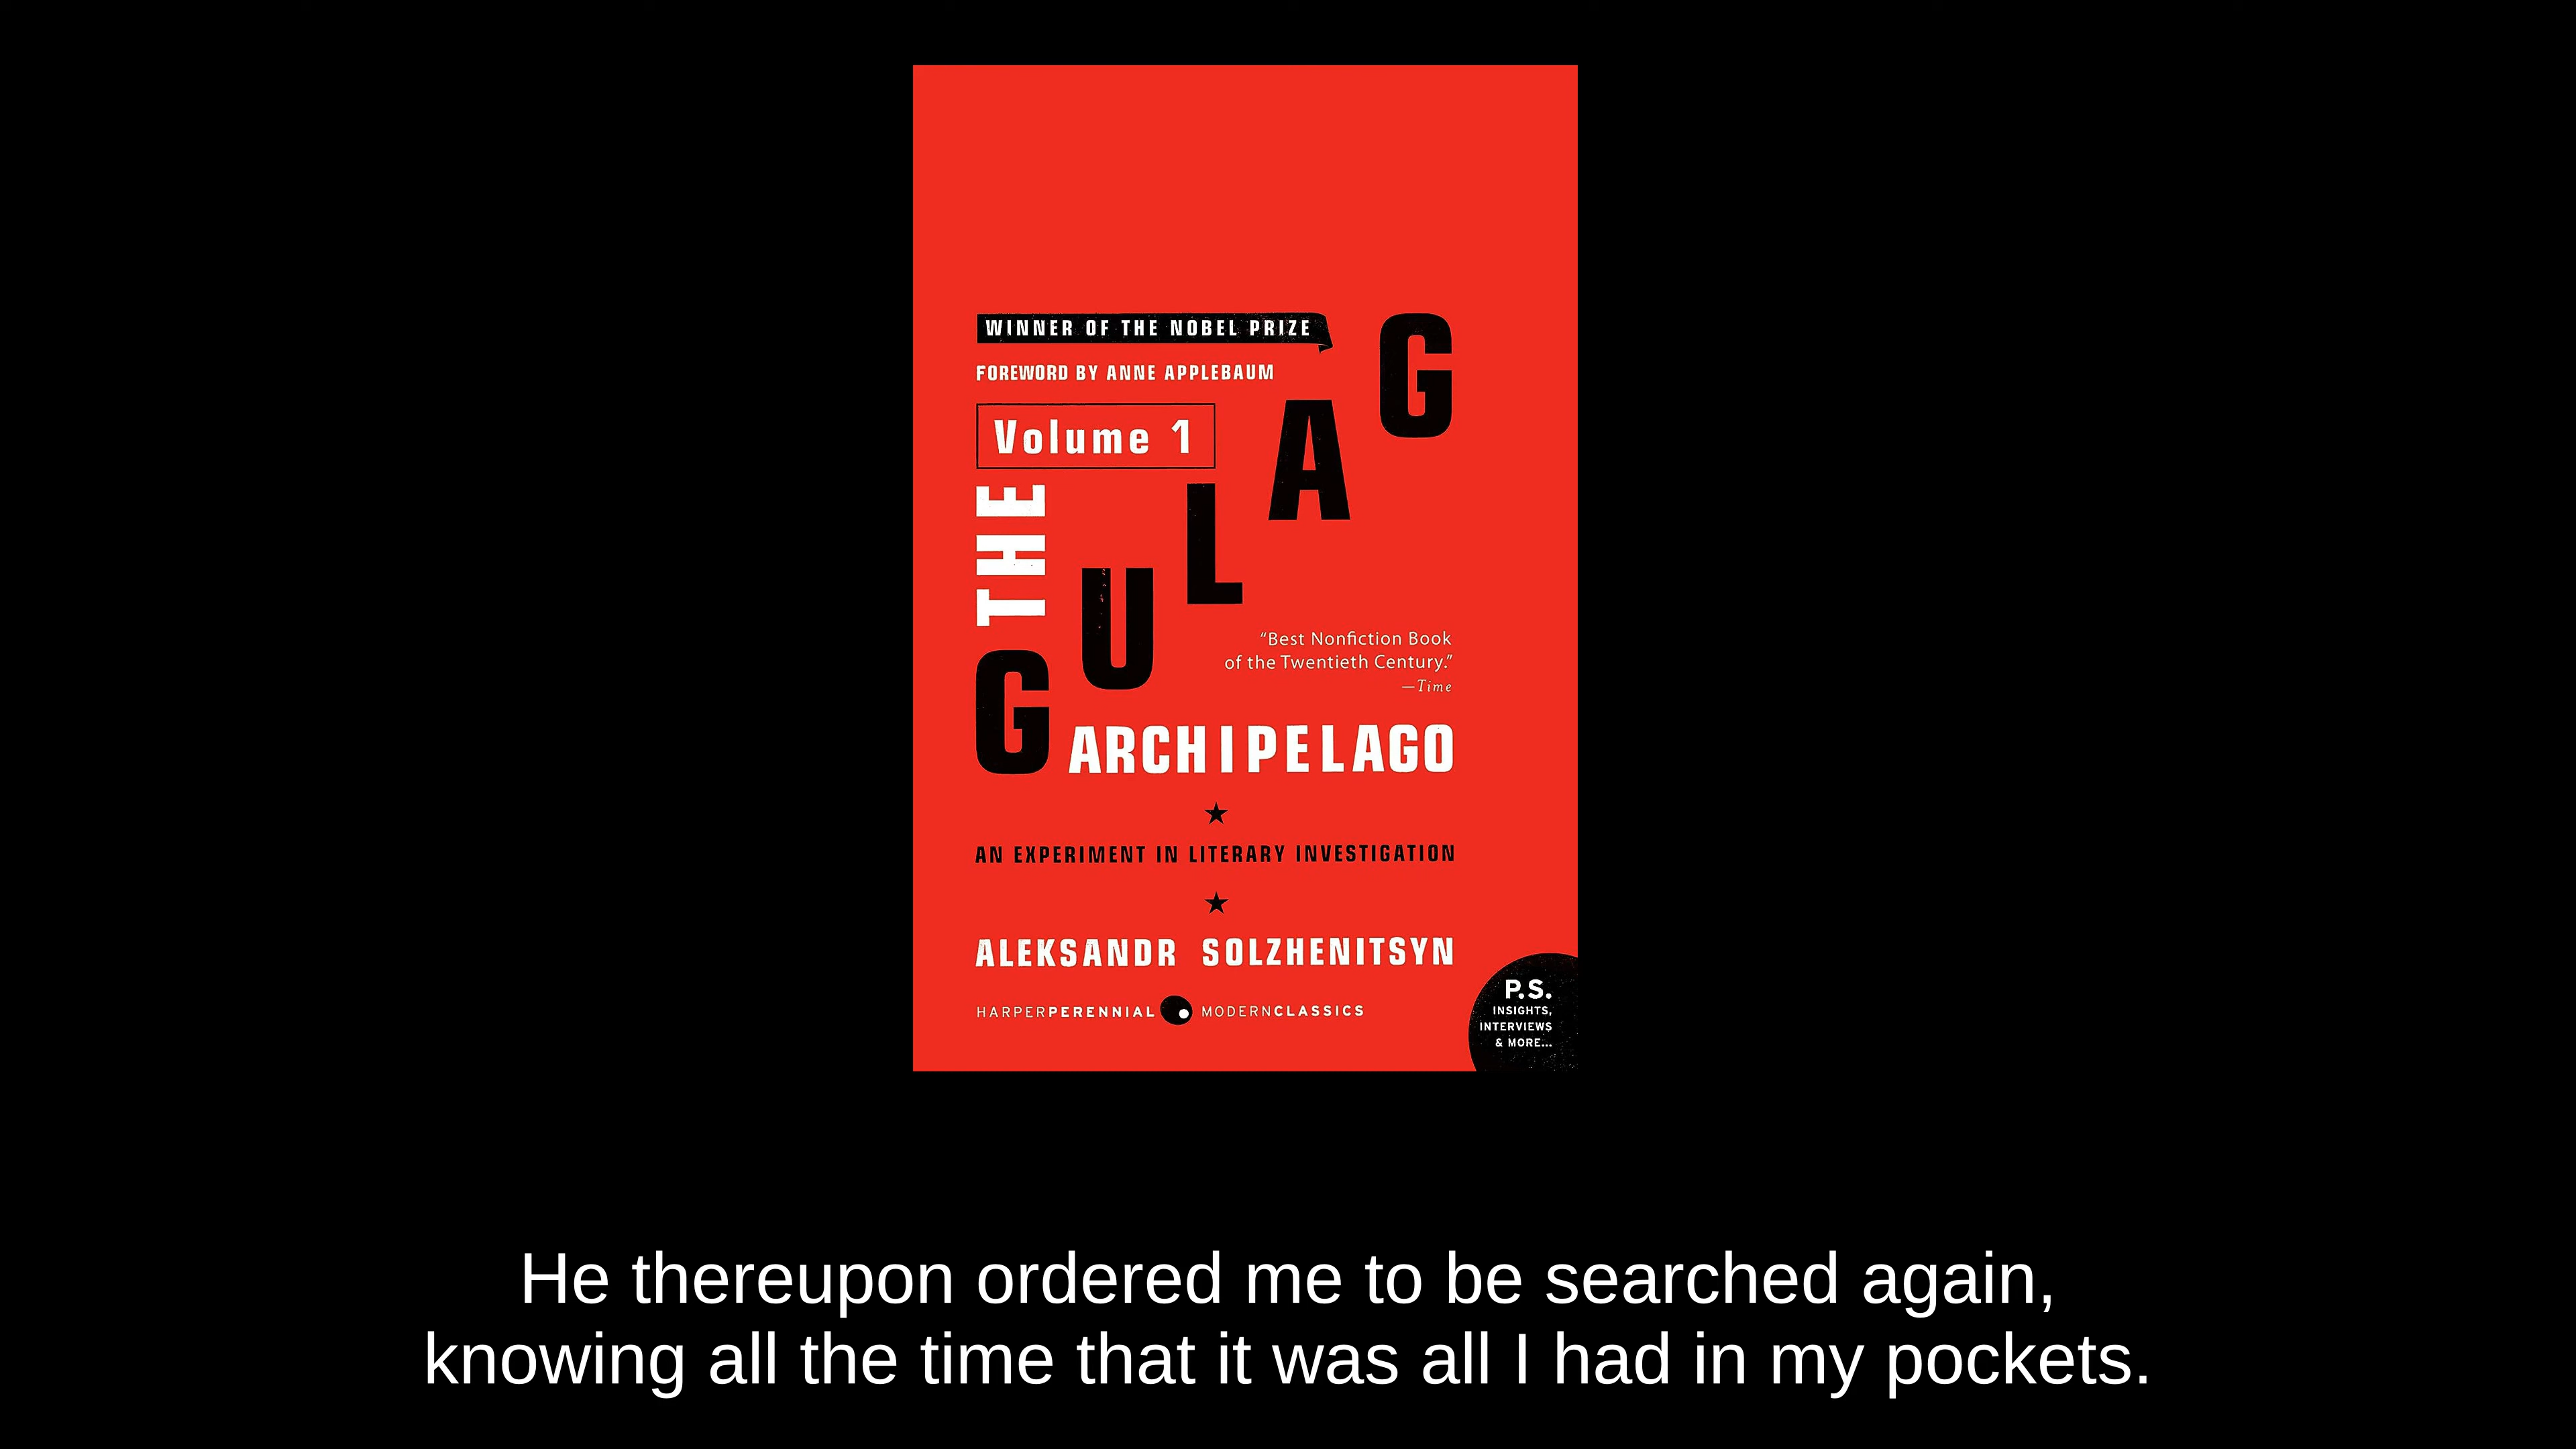 WINNER OF THE NOBEL PRIZE
FOREWORD BY ANNE APPLEBAUM
Volume 1
THE
GULAG
“Best Nonfiction Book
of the Twentieth Century.”
—Time
ARCHIPELAGO
AN EXPERIMENT IN LITERARY INVESTIGATION
ALEKSANDR SOLZHENITSYN
HARPERPERENNIAL MODERNCLASSICS
P.S.
INSIGHTS,
INTERVIEWS
& MORE...
He thereupon ordered me to be searched again,
knowing all the time that it was all I had in my pockets.